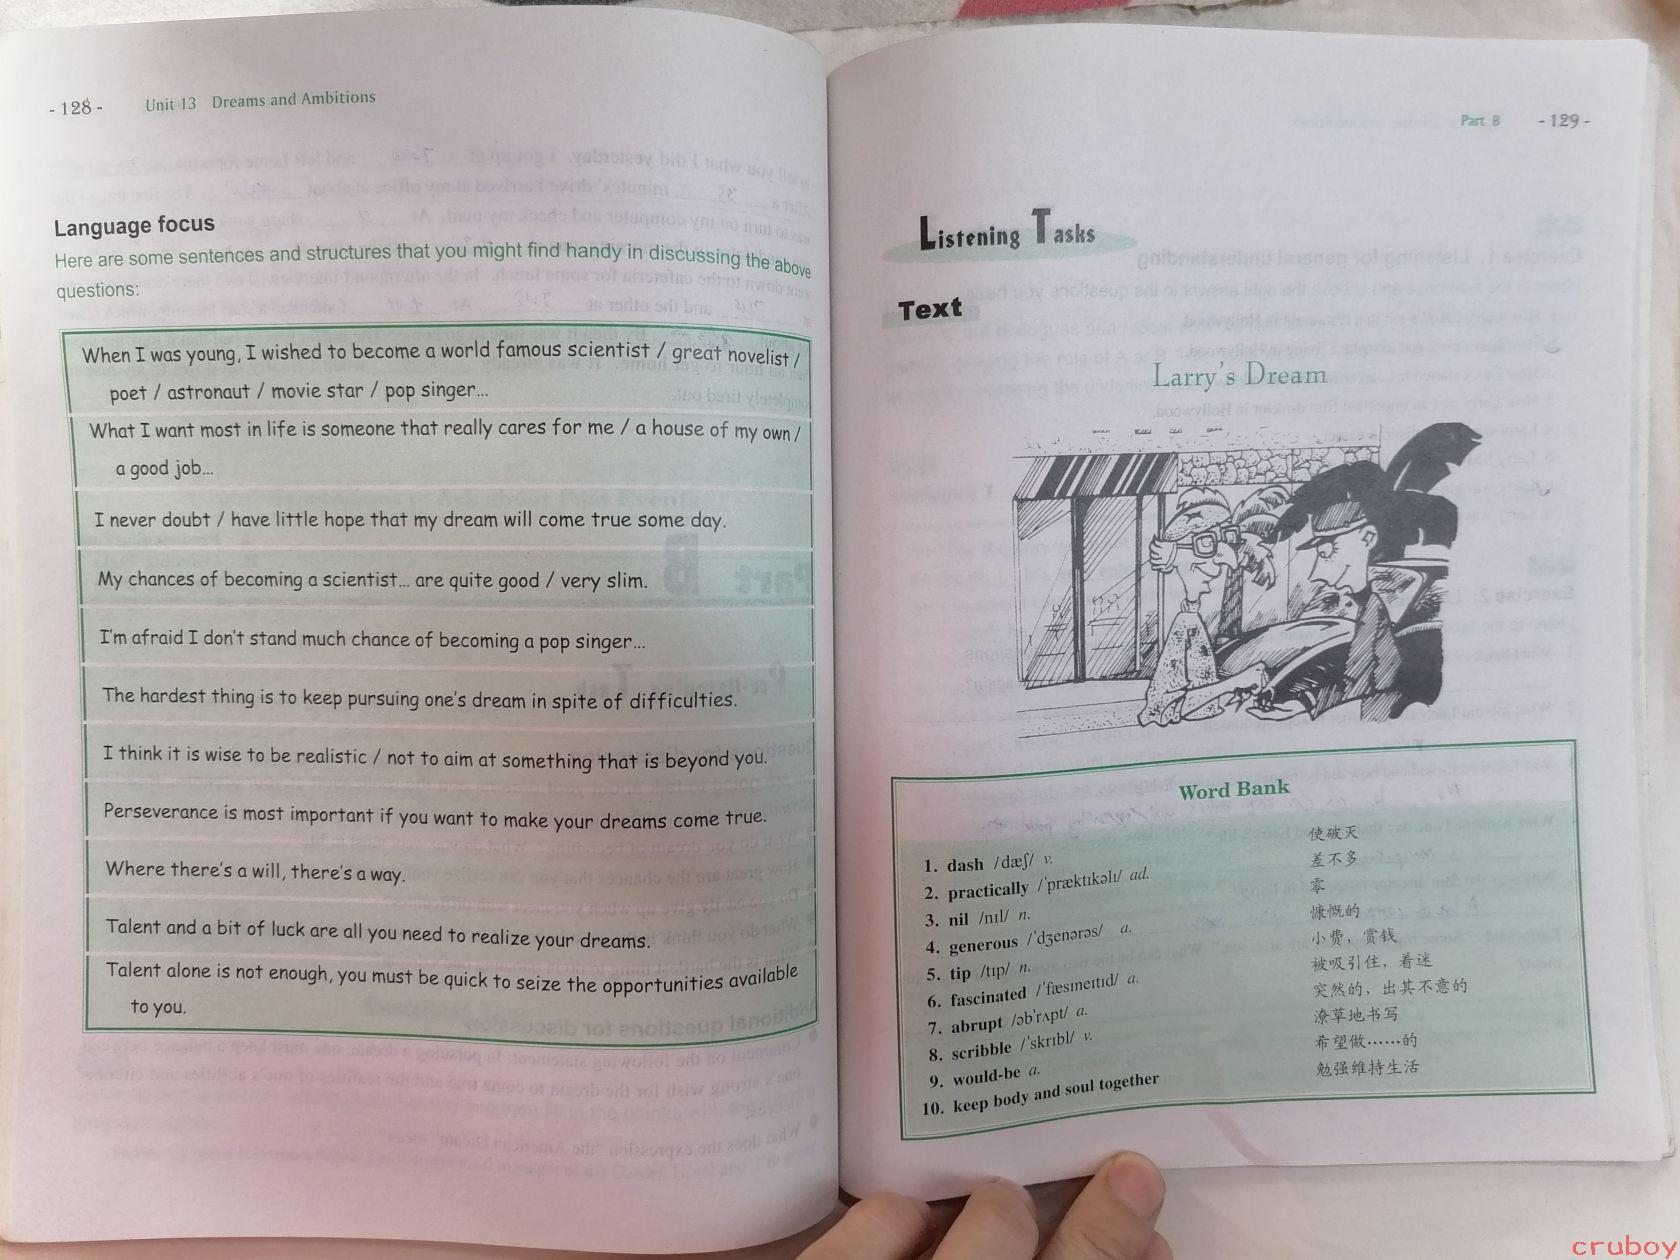 - 128 -
Unit 13 Dreams and Ambitions
Language focus
Here are some sentences and structures that you might find handy in discussing the above
questions:
When I was young, I wished to become a world famous scientist / great novelist /
poet / astronaut / movie star / pop singer...
What I want most in life is someone that really cares for me / a house of my own /
a good job...
I never doubt / have little hope that my dream will come true some day.
My chances of becoming a scientist... are quite good / very slim.
I'm afraid I don't stand much chance of becoming a pop singer...
The hardest thing is to keep pursuing one's dream in spite of difficulties.
I think it is wise to be realistic / not to aim at something that is beyond you.
Perseverance is most important if you want to make your dreams come true.
Where there's a will, there's a way.
Talent and a bit of luck are all you need to realize your dreams.
Talent alone is not enough, you must be quick to seize the opportunities available
to you.
Part B - 129 -
Listening Tasks
Text
Larry's Dream
Word Bank
1. dash /dæʃ/ v. 使破灭
2. practically /ˈpræktɪkəlɪ/ ad. 差不多
3. nil /nɪl/ n. 零
4. generous /ˈdʒenərəs/ a. 慷慨的
5. tip /tɪp/ n. 小费，赏钱
6. fascinated /ˈfæsɪneɪtɪd/ a. 被吸引住，着迷
7. abrupt /əbˈrʌpt/ a. 突然的，出其不意的
8. scribble /ˈskrɪbl/ v. 潦草地书写
9. would-be a. 希望做……的
10. keep body and soul together 勉强维持生活
cruboy